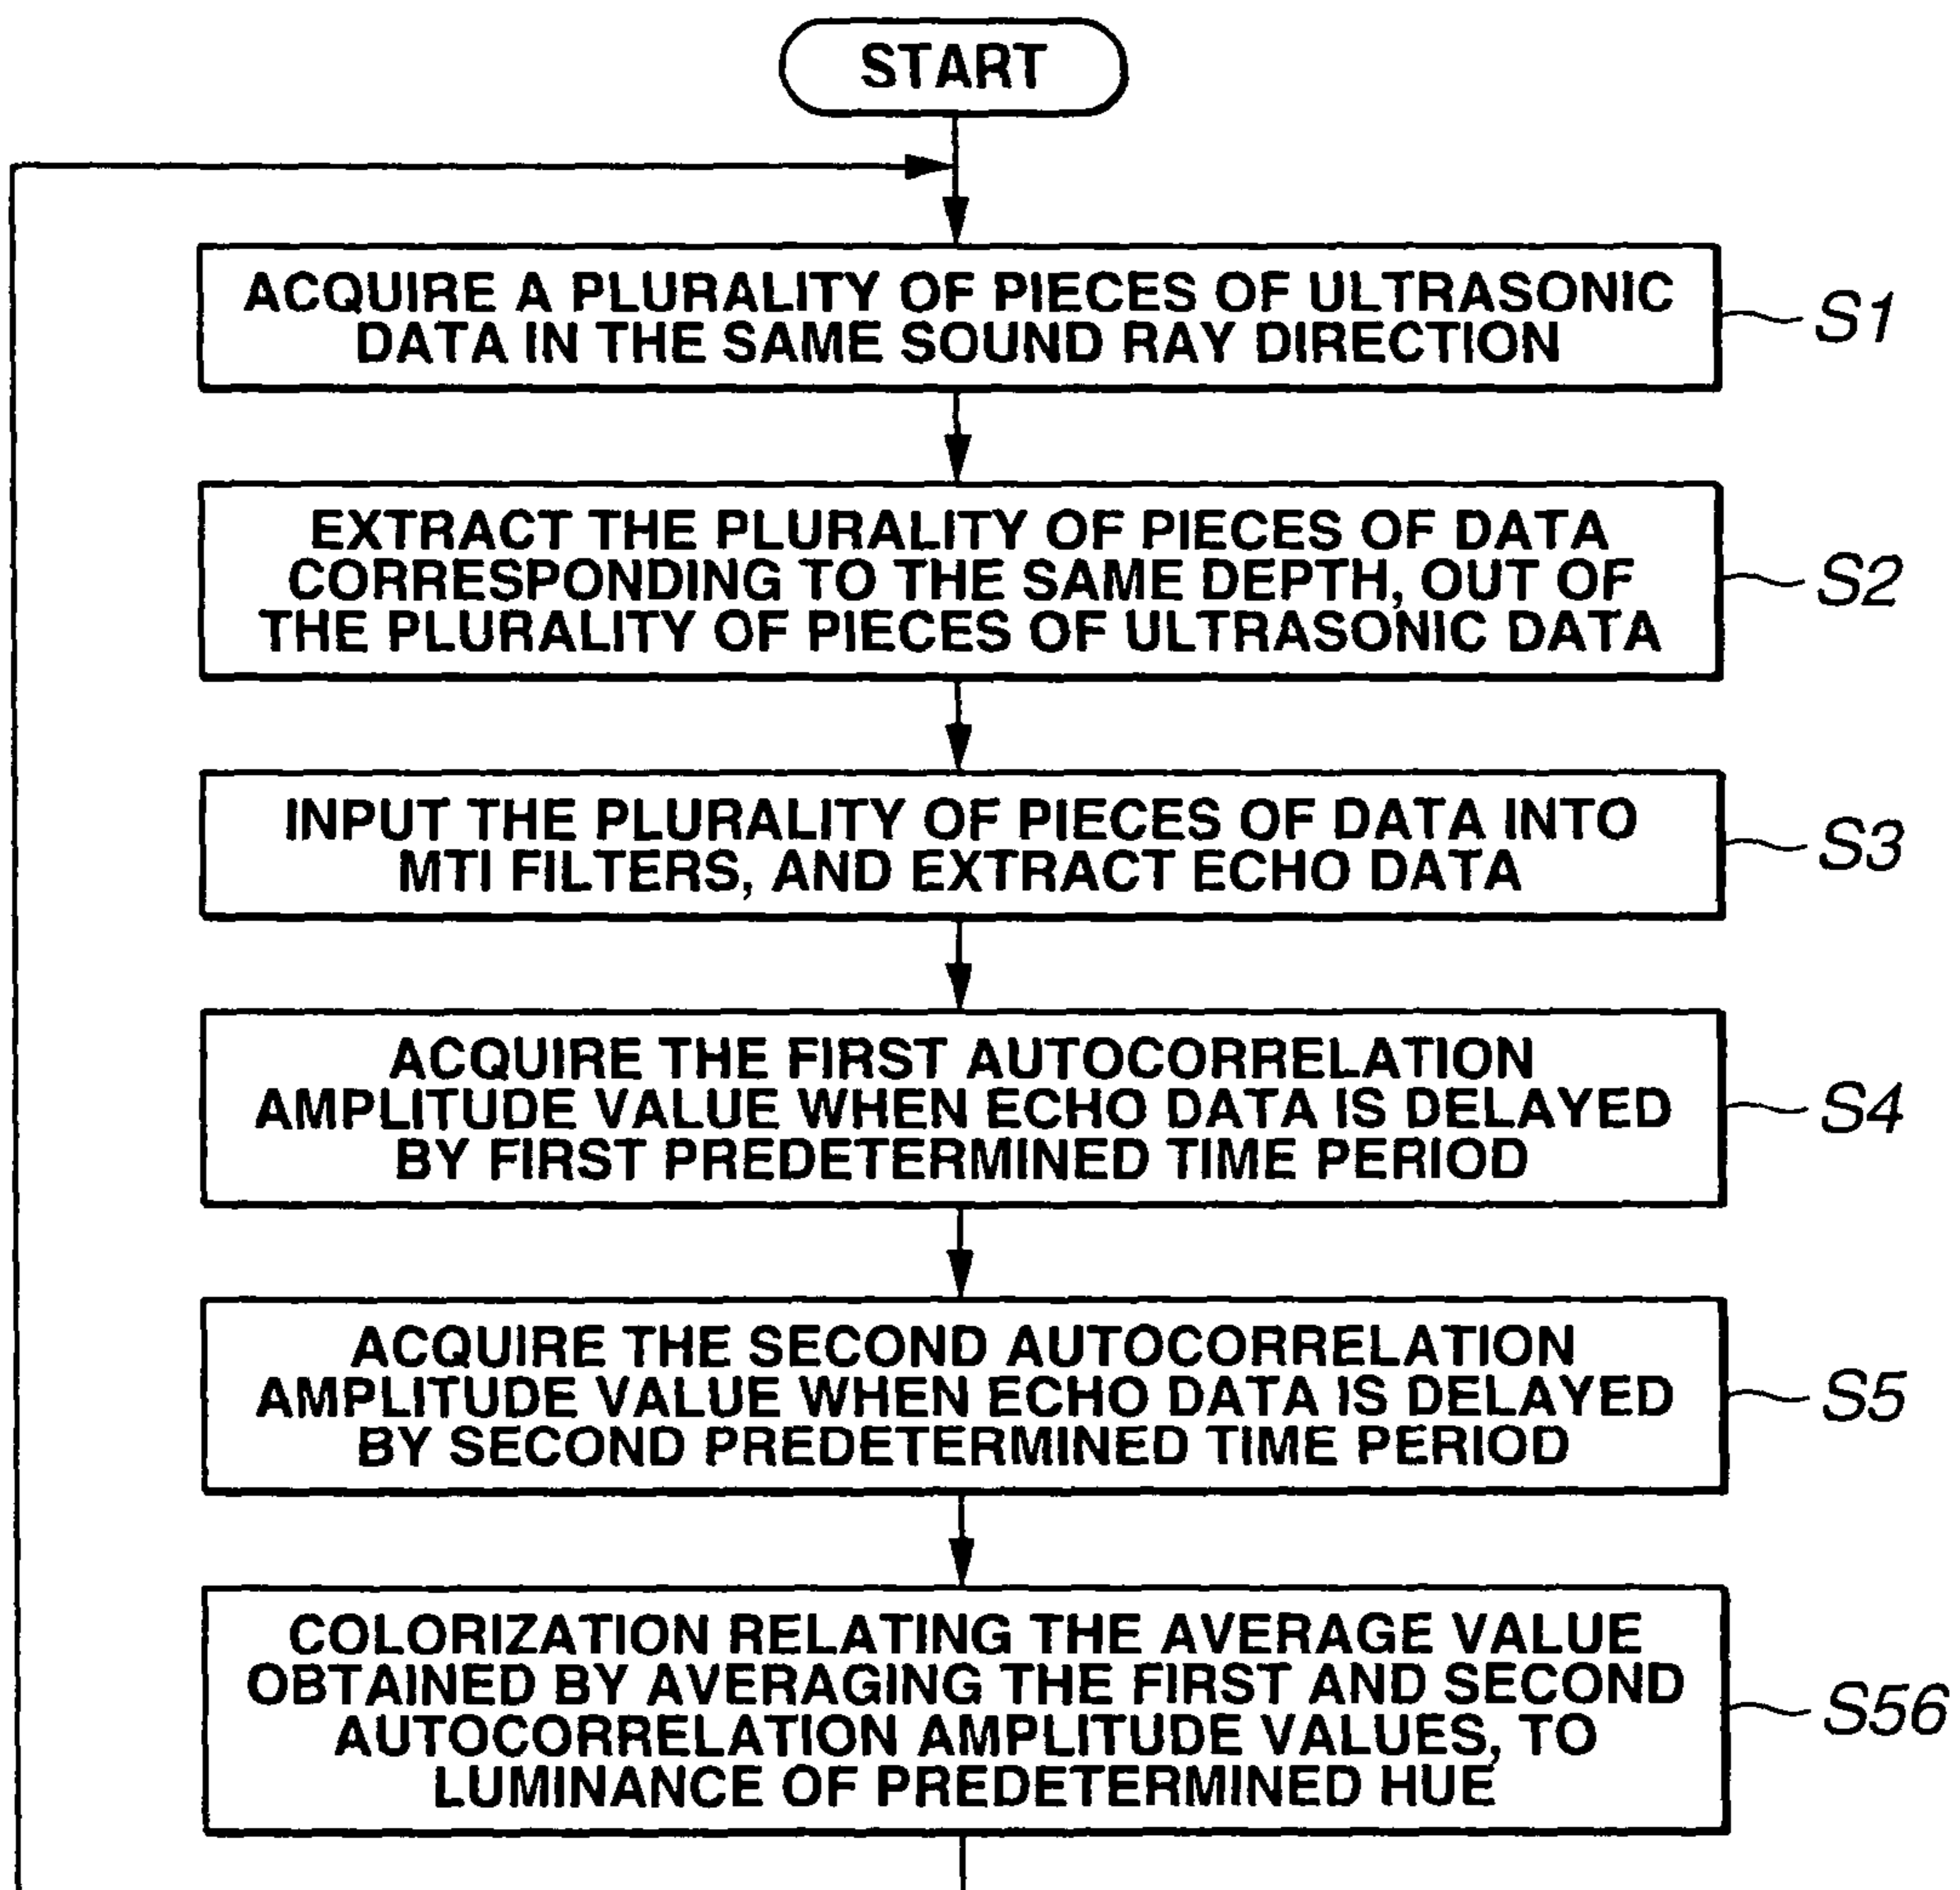 START
ACQUIRE A PLURALITY OF PIECES OF ULTRASONIC
DATA IN THE SAME SOUND RAY DIRECTION
S1
EXTRACT THE PLURALITY OF PIECES OF DATA
CORRESPONDING TO THE SAME DEPTH, OUT OF
THE PLURALITY OF PIECES OF ULTRASONIC DATA
S2
INPUT THE PLURALITY OF PIECES OF DATA INTO
MTI FILTERS, AND EXTRACT ECHO DATA
S3
ACQUIRE THE FIRST AUTOCORRELATION
AMPLITUDE VALUE WHEN ECHO DATA IS DELAYED
BY FIRST PREDETERMINED TIME PERIOD
S4
ACQUIRE THE SECOND AUTOCORRELATION
AMPLITUDE VALUE WHEN ECHO DATA IS DELAYED
BY SECOND PREDETERMINED TIME PERIOD
S5
COLORIZATION RELATING THE AVERAGE VALUE
OBTAINED BY AVERAGING THE FIRST AND SECOND
AUTOCORRELATION AMPLITUDE VALUES, TO
LUMINANCE OF PREDETERMINED HUE
S56